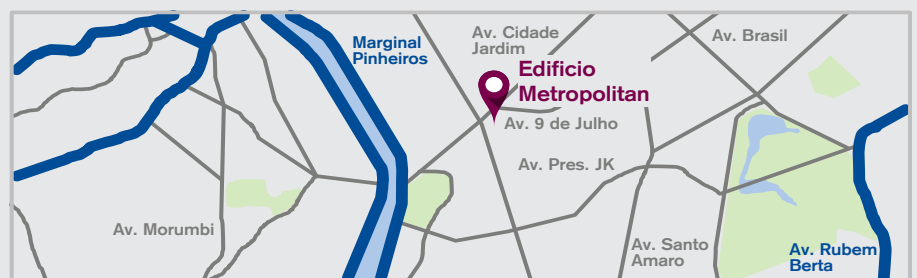 Av. Cidade
Jardim
Av. Brasil
Marginal
Pinheiros
Edificio
Metropolitan
Av. 9 de Julho
Av. Pres. JK
Av. Morumbi
Av. Santo
Amaro
Av. Rubem
Berta